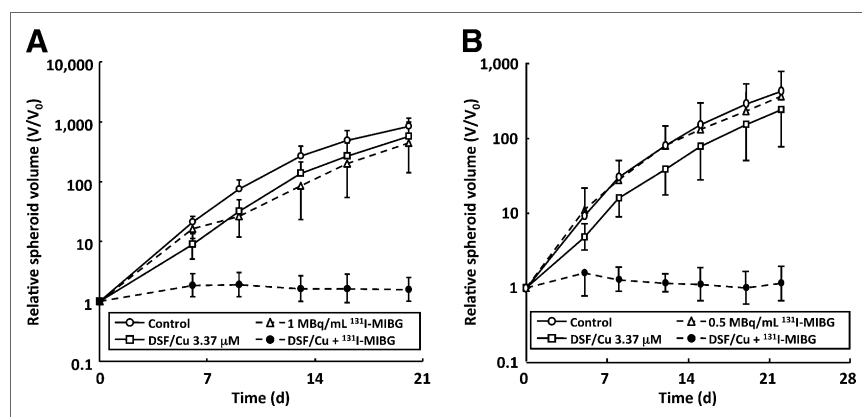 A
Relative spheroid volume (V/V₀)
10,000
1,000
100
10
1
0.1
Control
1 MBq/mL ¹³¹I-MIBG
DSF/Cu 3.37 µM
DSF/Cu + ¹³¹I-MIBG
0
7
14
21
Time (d)
B
Relative spheroid volume (V/V₀)
1,000
100
10
1
0.1
Control
0.5 MBq/mL ¹³¹I-MIBG
DSF/Cu 3.37 µM
DSF/Cu + ¹³¹I-MIBG
0
7
14
21
28
Time (d)